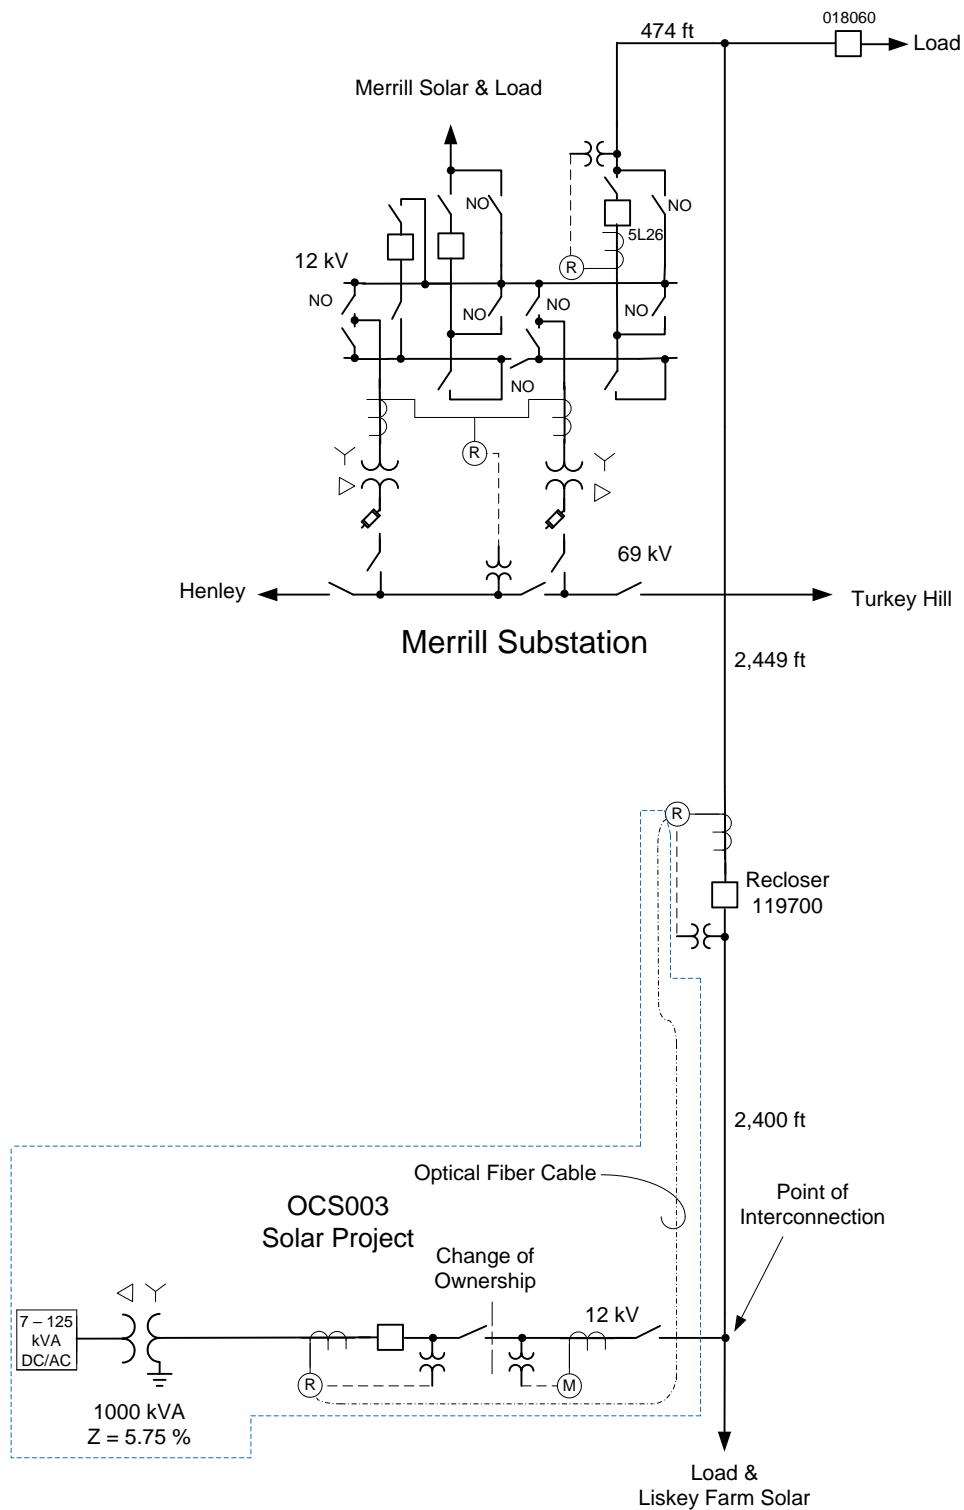 018060
474 ft
Load
Merrill Solar & Load
NO
NO
5L26
12 kV
R
NO
NO
NO
NO
NO
R
69 kV
Henley
Turkey Hill
Merrill Substation
2,449 ft
R
Recloser
119700
2,400 ft
Optical Fiber Cable
Point of
Interconnection
OCS003
Solar Project
Change of
Ownership
12 kV
7 – 125
kVA
DC/AC
R
M
1000 kVA
Z = 5.75 %
Load &
Liskey Farm Solar